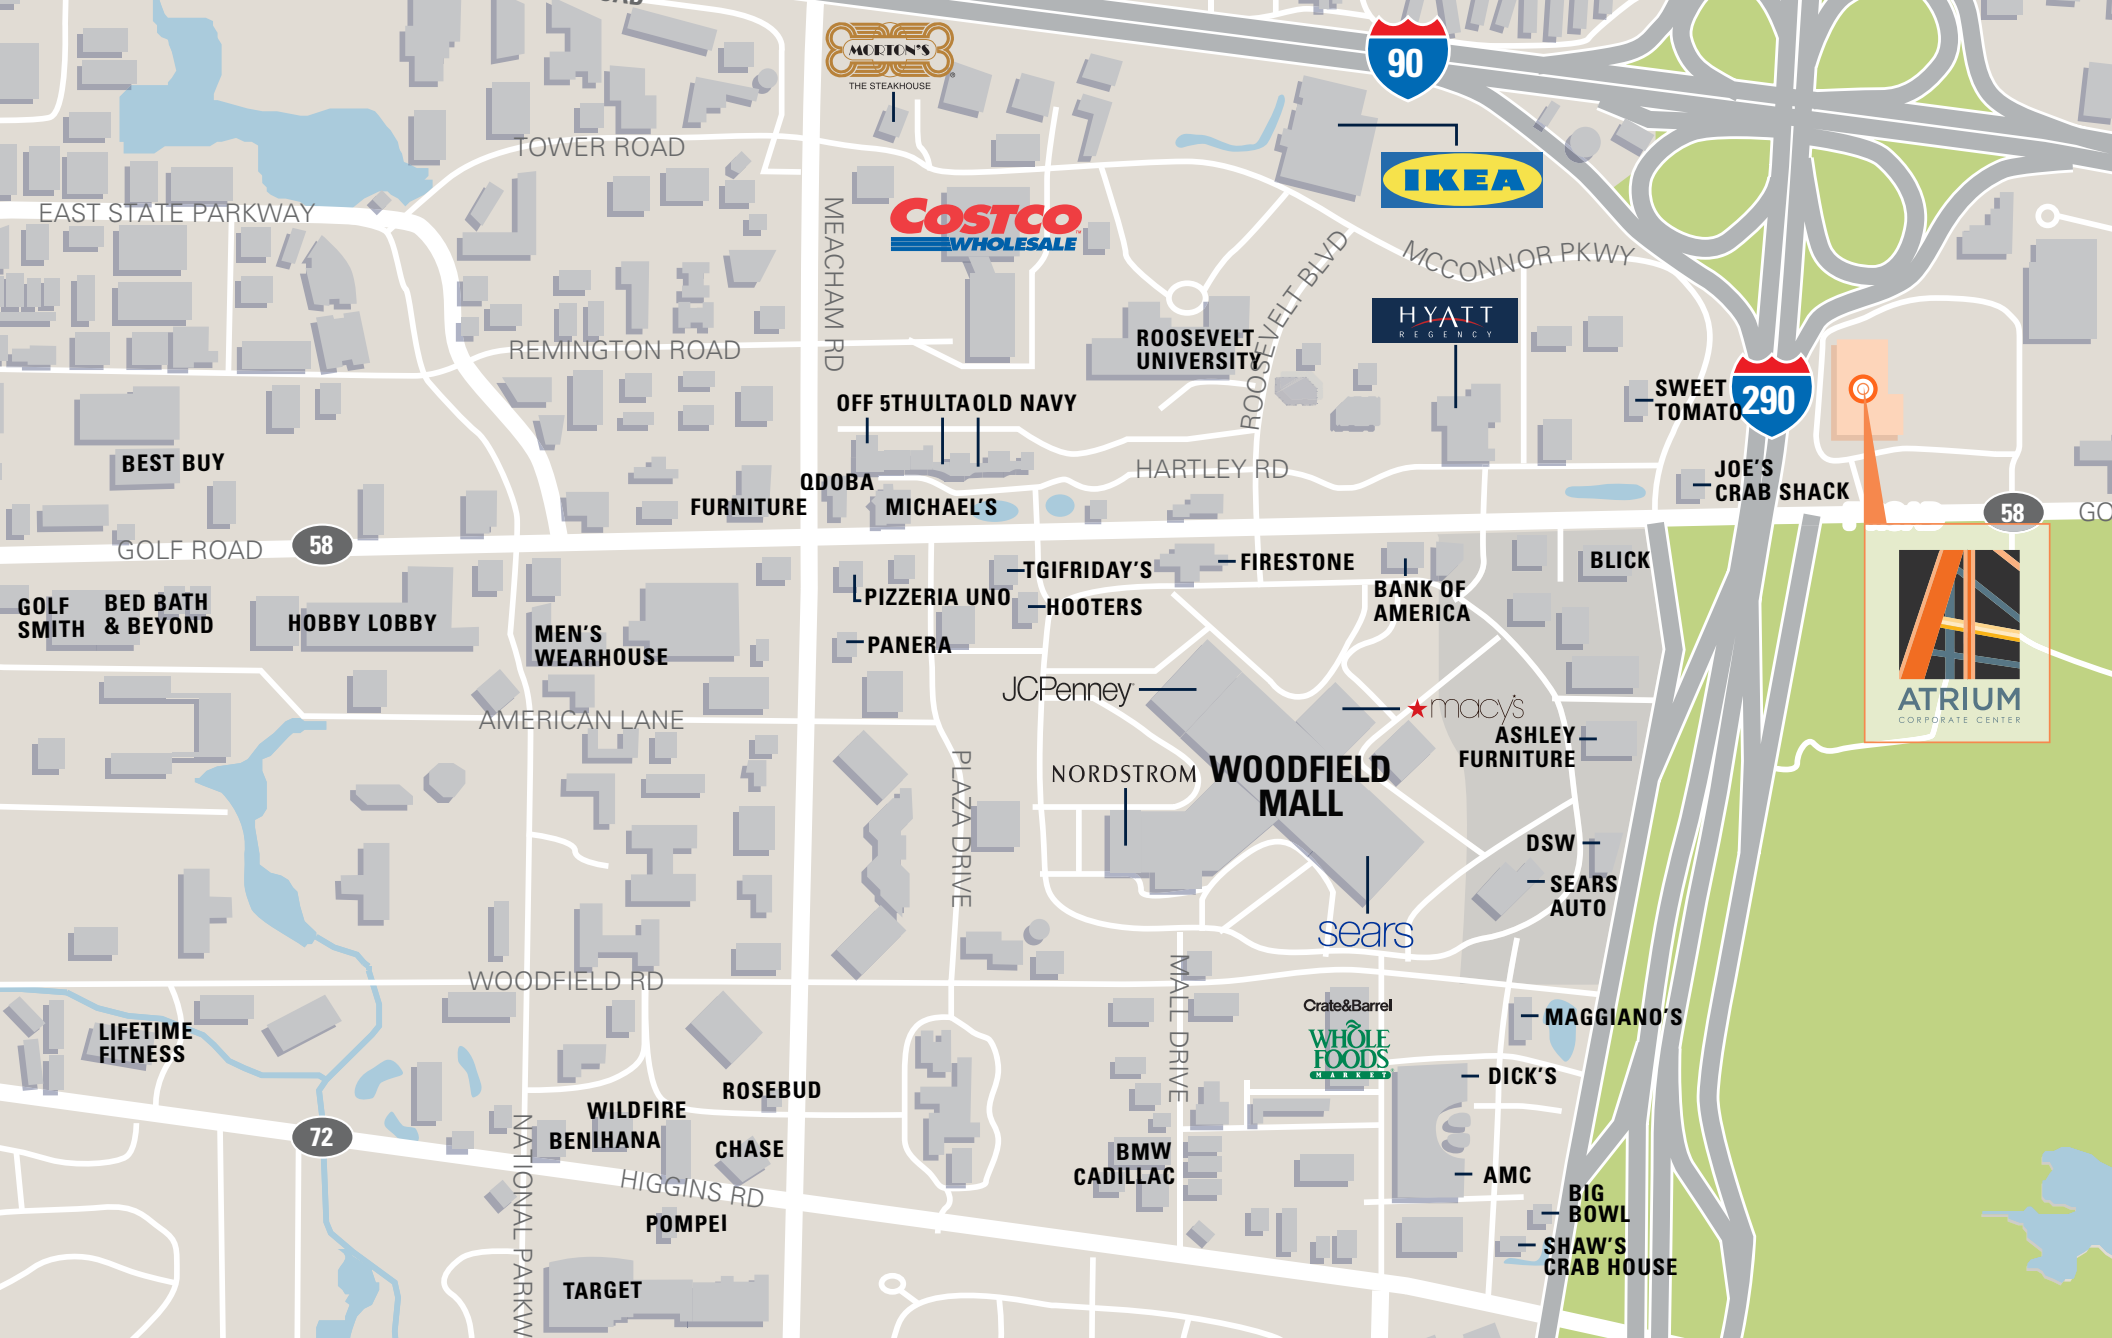 MORTON'S
THE STEAKHOUSE
90
TOWER ROAD
IKEA
EAST STATE PARKWAY
COSTCO
WHOLESALE
MEACHAM RD
ROOSEVELT BLVD
MCCONNOR PKWY
HYATT
REGENCY
ROOSEVELT
UNIVERSITY
REMINGTON ROAD
SWEET
TOMATO
290
OFF 5TH
ULTA
OLD NAVY
BEST BUY
HARTLEY RD
JOE'S
CRAB SHACK
QDOBA
FURNITURE
MICHAEL'S
58
GO
GOLF ROAD
58
TGIFRIDAY'S
FIRESTONE
BLICK
BANK OF
AMERICA
PIZZERIA UNO
HOOTERS
GOLF
SMITH
BED BATH
& BEYOND
HOBBY LOBBY
MEN'S
WEARHOUSE
PANERA
JCPenney
macy's
ATRIUM
CORPORATE CENTER
AMERICAN LANE
ASHLEY
FURNITURE
PLAZA DRIVE
NORDSTROM
WOODFIELD
MALL
DSW
SEARS
AUTO
sears
WOODFIELD RD
MALL DRIVE
Crate&Barrel
WHOLE
FOODS
MARKET
MAGGIANO'S
LIFETIME
FITNESS
DICK'S
ROSEBUD
WILDFIRE
BENIHANA
CHASE
72
NATIONAL PARKW
BMW
CADILLAC
AMC
HIGGINS RD
BIG
BOWL
POMPEI
SHAW'S
CRAB HOUSE
TARGET